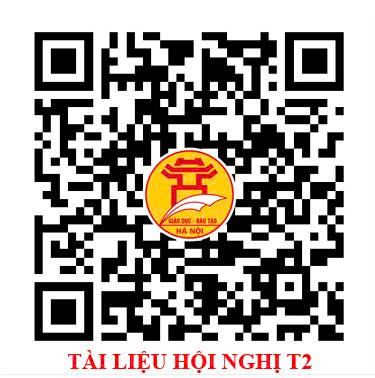 GIÁO DỤC - ĐÀO TẠO
HÀ NỘI
TÀI LIỆU HỘI NGHỊ T2